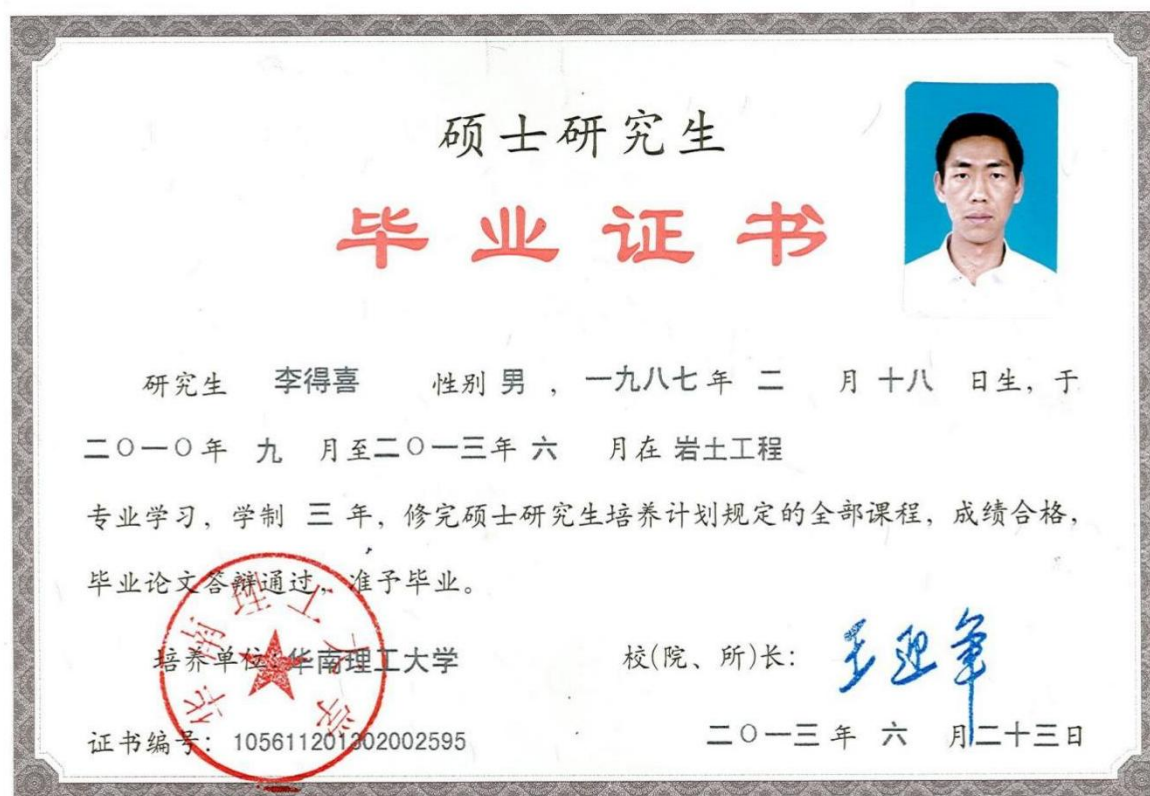 硕士研究生
毕业证书
研究生 李得喜 性别 男 ， 一九八七年 二 月 十八 日生，于
二〇一〇年 九 月至二〇一三年 六 月在 岩土工程
专业学习，学制 三 年，修完硕士研究生培养计划规定的全部课程，成绩合格，
毕业论文答辩通过，准予毕业。
华南理工大学
培养单位：华南理工大学 校(院、所)长：
证书编号：105611201302002595 二〇一三年 六 月二十三日